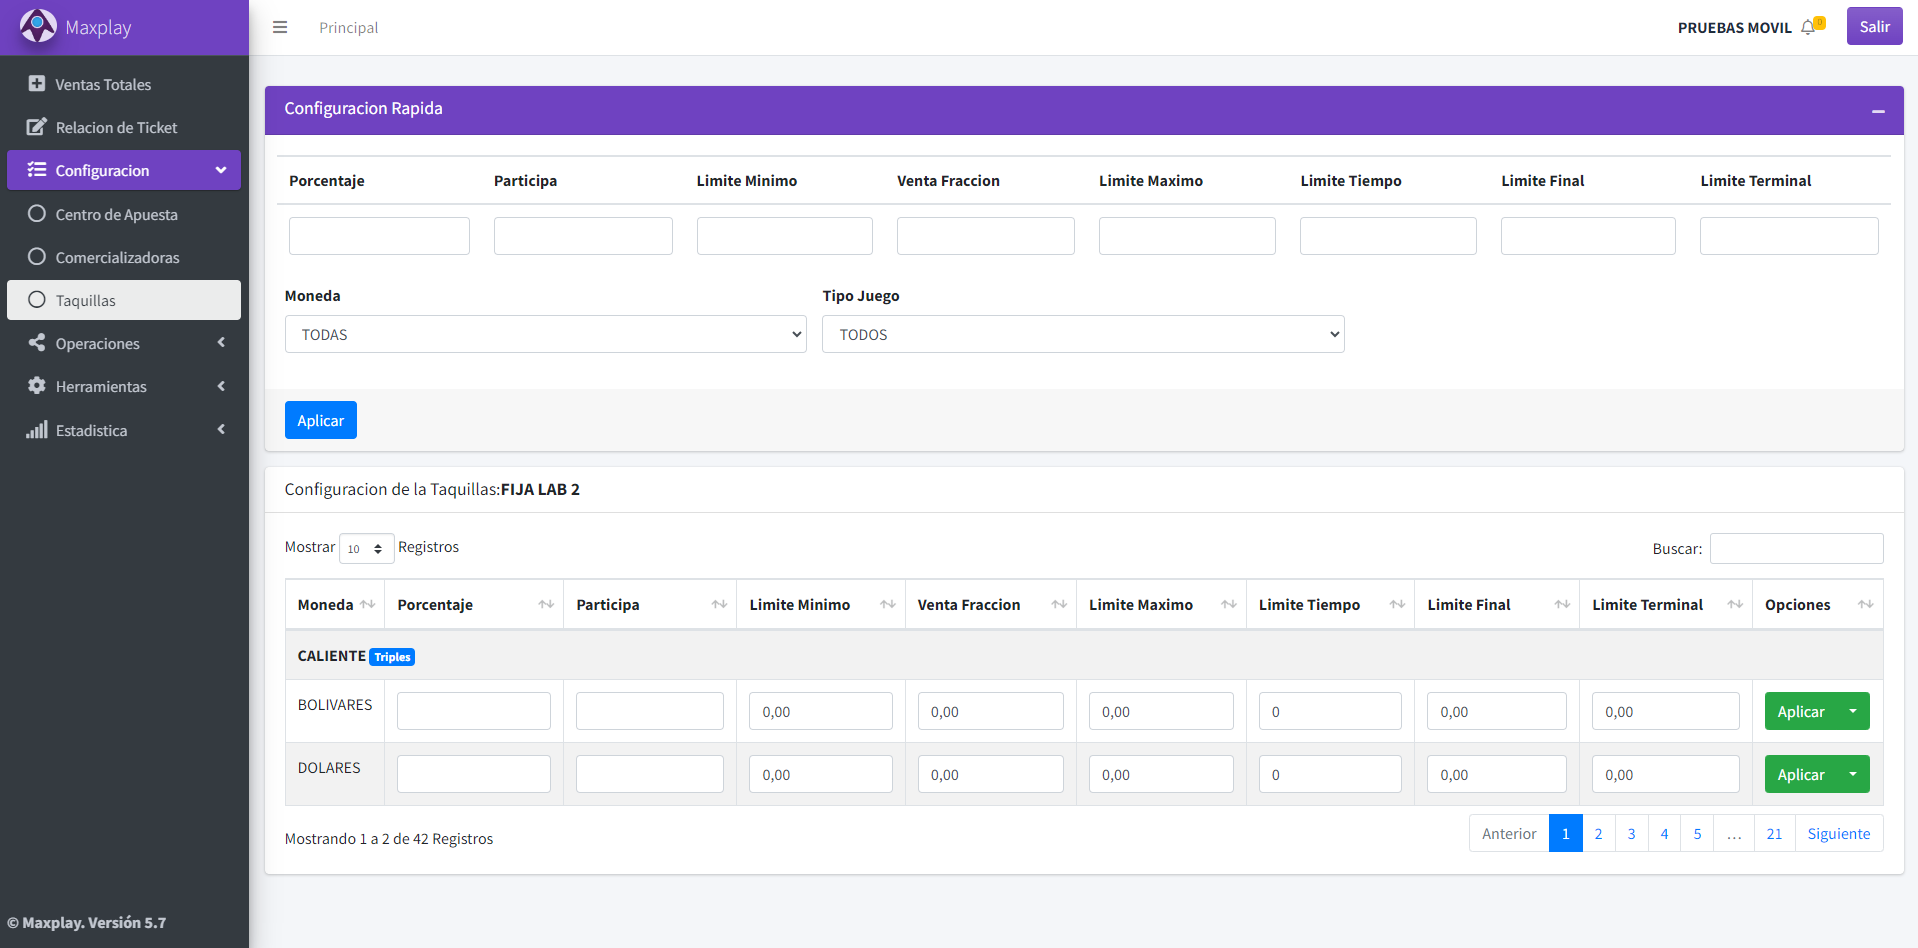 Maxplay
Principal
PRUEBAS MOVIL 0
Salir
Ventas Totales
Relacion de Ticket
Configuracion
Centro de Apuesta
Comercializadoras
Taquillas
Operaciones
Herramientas
Estadistica
© Maxplay. Versión 5.7
Configuracion Rapida
Porcentaje Participa Limite Minimo Venta Fraccion Limite Maximo Limite Tiempo Limite Final Limite Terminal
Moneda Tipo Juego
TODAS TODOS
Aplicar
Configuracion de la Taquillas:FIJA LAB 2
Mostrar 10 Registros Buscar:
Moneda Porcentaje Participa Limite Minimo Venta Fraccion Limite Maximo Limite Tiempo Limite Final Limite Terminal Opciones
CALIENTE Triples
BOLIVARES 0,00 0,00 0,00 0 0,00 0,00 Aplicar
DOLARES 0,00 0,00 0,00 0 0,00 0,00 Aplicar
Mostrando 1 a 2 de 42 Registros
Anterior 1 2 3 4 5 … 21 Siguiente